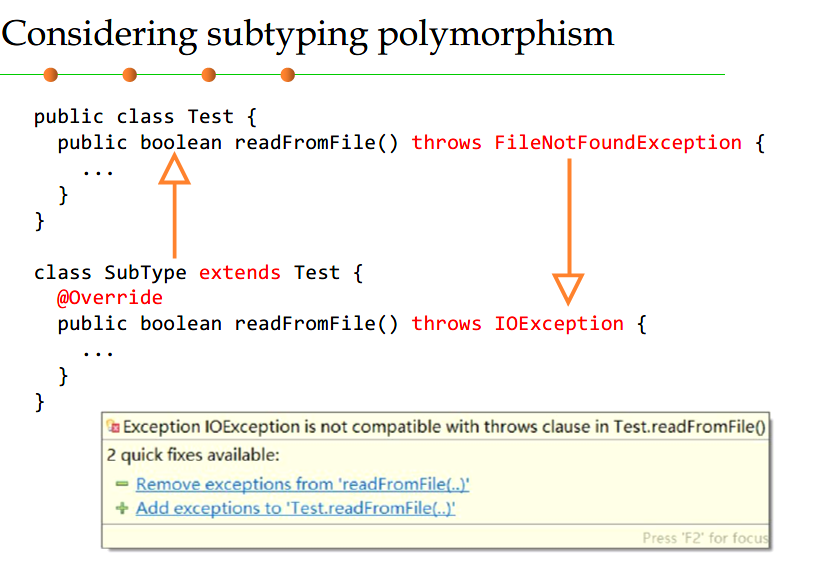 Considering subtyping polymorphism
public class Test {
public boolean readFromFile() throws FileNotFoundException {
...
}
}
class SubType extends Test {
@Override
public boolean readFromFile() throws IOException {
...
}
}
Exception IOException is not compatible with throws clause in Test.readFromFile()
2 quick fixes available:
Remove exceptions from 'readFromFile(..)'
Add exceptions to 'Test.readFromFile(..)'
Press 'F2' for focus